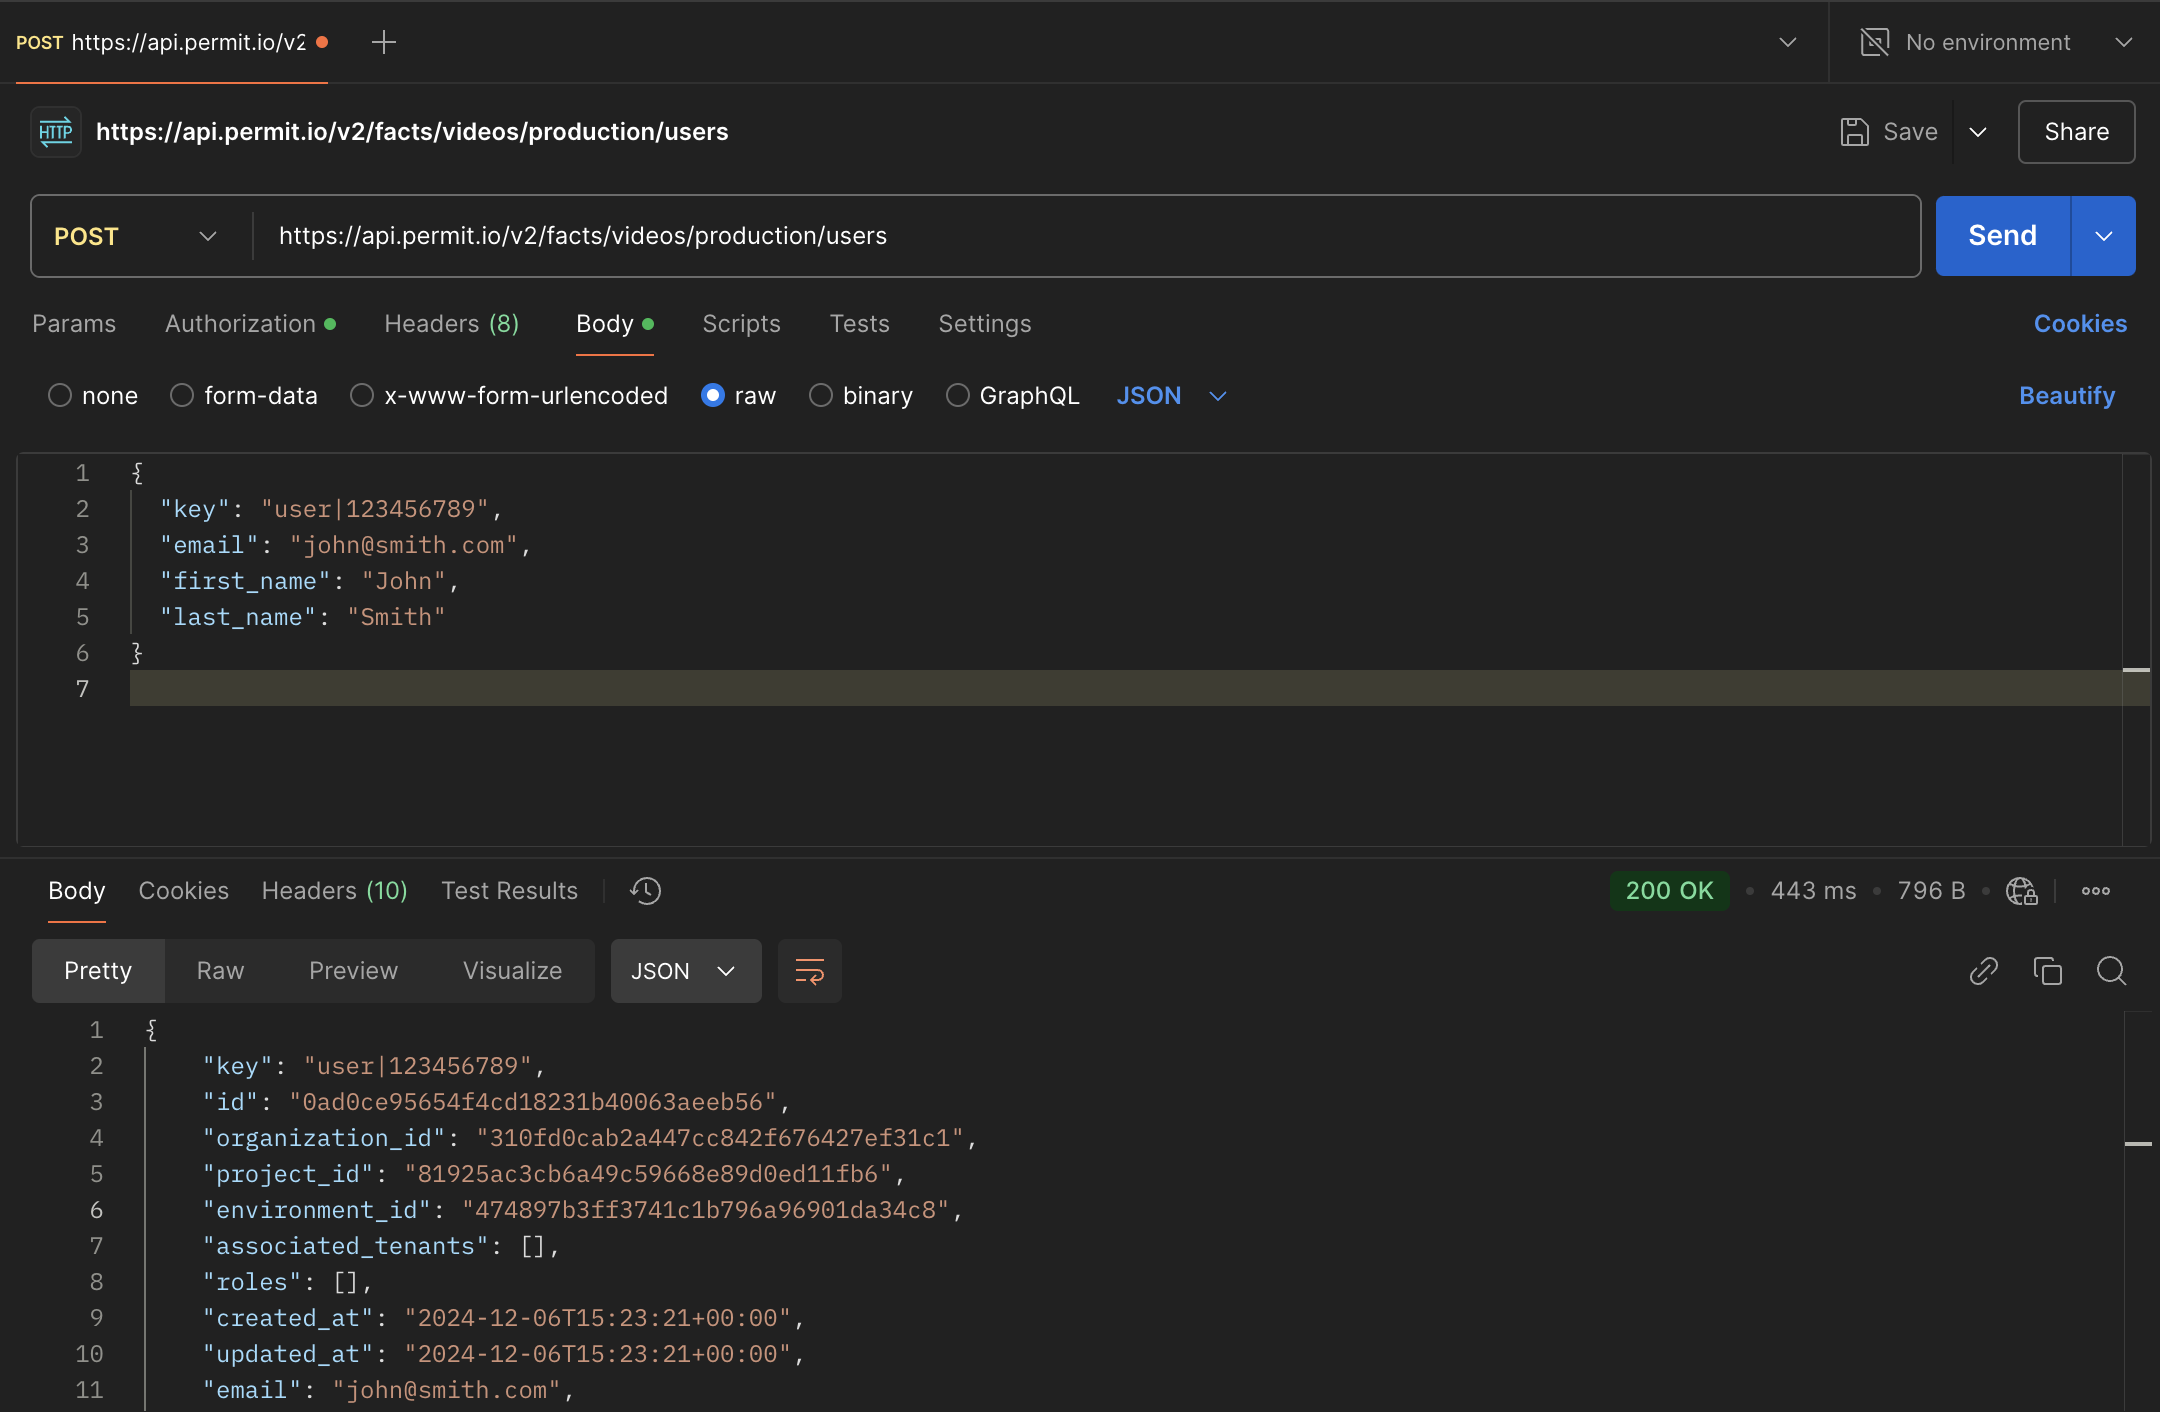 POST https://api.permit.io/v2
No environment
HTTP https://api.permit.io/v2/facts/videos/production/users
Save
Share
POST https://api.permit.io/v2/facts/videos/production/users
Send
Params Authorization Headers (8) Body Scripts Tests Settings Cookies
none form-data x-www-form-urlencoded raw binary GraphQL JSON Beautify
1 {
2 "key": "user|123456789",
3 "email": "john@smith.com",
4 "first_name": "John",
5 "last_name": "Smith"
6 }
7
Body Cookies Headers (10) Test Results 200 OK • 443 ms • 796 B •
Pretty Raw Preview Visualize JSON
1 {
2 "key": "user|123456789",
3 "id": "0ad0ce95654f4cd18231b40063aeeb56",
4 "organization_id": "310fd0cab2a447cc842f676427ef31c1",
5 "project_id": "81925ac3cb6a49c59668e89d0ed11fb6",
6 "environment_id": "474897b3ff3741c1b796a96901da34c8",
7 "associated_tenants": [],
8 "roles": [],
9 "created_at": "2024-12-06T15:23:21+00:00",
10 "updated_at": "2024-12-06T15:23:21+00:00",
11 "email": "john@smith.com",